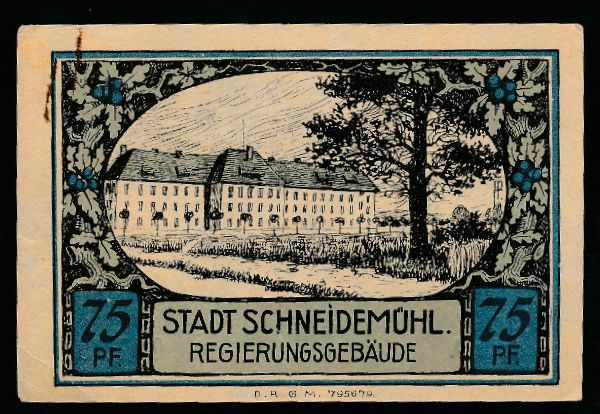 75 PF.
STADT SCHNEIDEMÜHL.
REGIERUNGSGEBÄUDE
75 PF.
D. R. G. M. 795679.